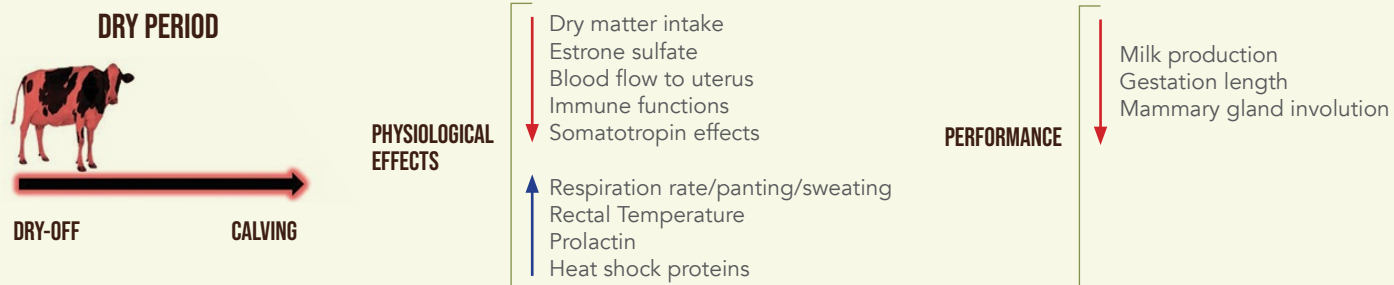 DRY PERIOD
DRY-OFF
CALVING
PHYSIOLOGICAL
EFFECTS
Dry matter intake
Estrone sulfate
Blood flow to uterus
Immune functions
Somatotropin effects
Respiration rate/panting/sweating
Rectal Temperature
Prolactin
Heat shock proteins
PERFORMANCE
Milk production
Gestation length
Mammary gland involution